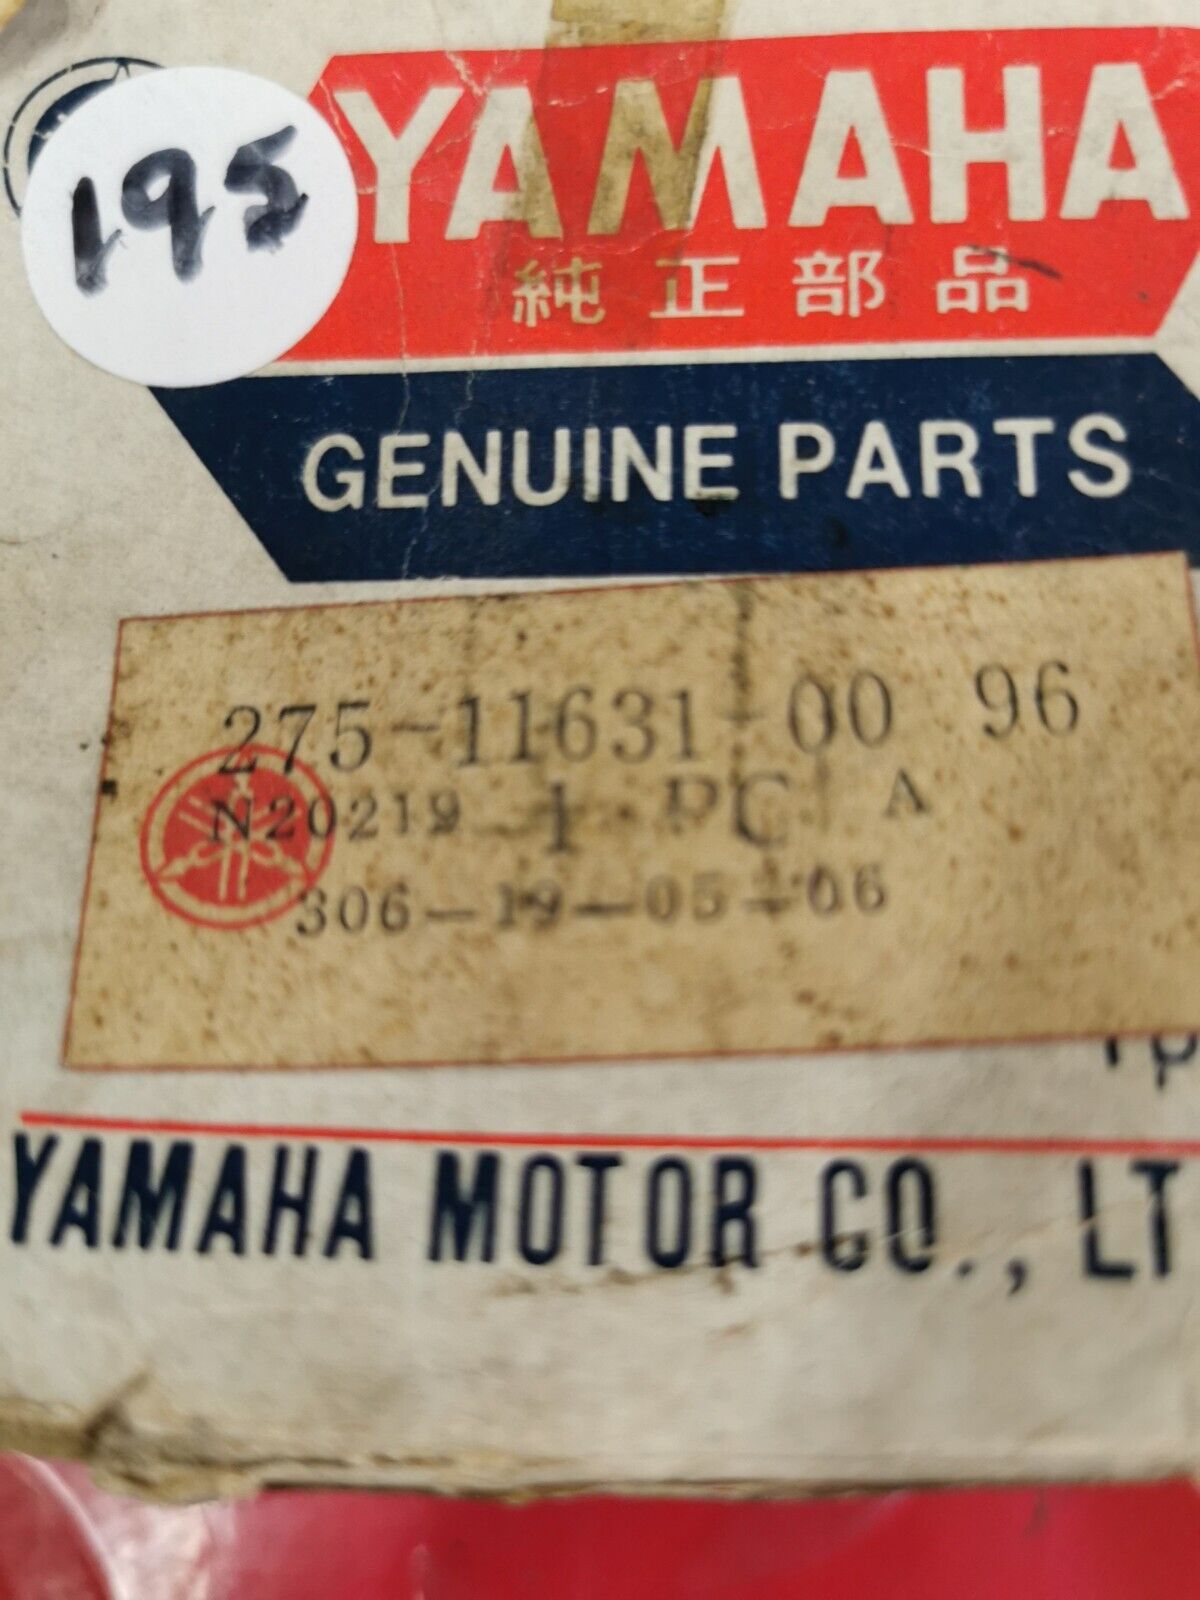 195
YAMAHA
純正部品
GENUINE PARTS
275-11631-00 96
N20219 1 PC A
306-19-05-06
YAMAHA MOTOR CO., LT